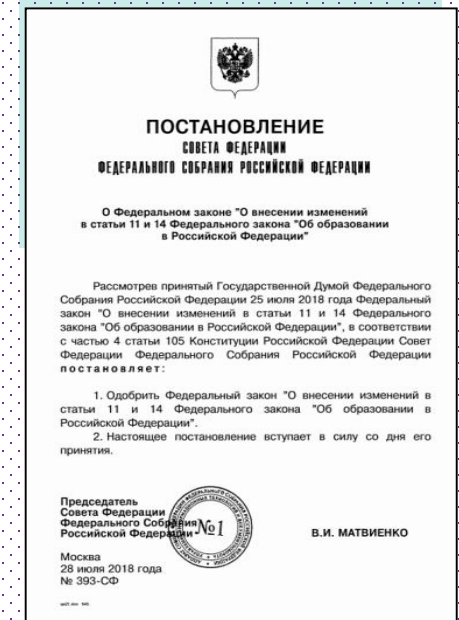 ПОСТАНОВЛЕНИЕ
СОВЕТА ФЕДЕРАЦИИ
ФЕДЕРАЛЬНОГО СОБРАНИЯ РОССИЙСКОЙ ФЕДЕРАЦИИ
О Федеральном законе "О внесении изменений
в статьи 11 и 14 Федерального закона "Об образовании
в Российской Федерации"
Рассмотрев принятый Государственной Думой Федерального
Собрания Российской Федерации 25 июля 2018 года Федеральный
закон "О внесении изменений в статьи 11 и 14 Федерального
закона "Об образовании в Российской Федерации", в соответствии
с частью 4 статьи 105 Конституции Российской Федерации Совет
Федерации Федерального Собрания Российской Федерации
постановляет:
1. Одобрить Федеральный закон "О внесении изменений в
статьи 11 и 14 Федерального закона "Об образовании в
Российской Федерации".
2. Настоящее постановление вступает в силу со дня его
принятия.
Председатель
Совета Федерации
Федерального Собрания
Российской Федерации
№1
В.И. МАТВИЕНКО
Москва
28 июля 2018 года
№ 393-СФ